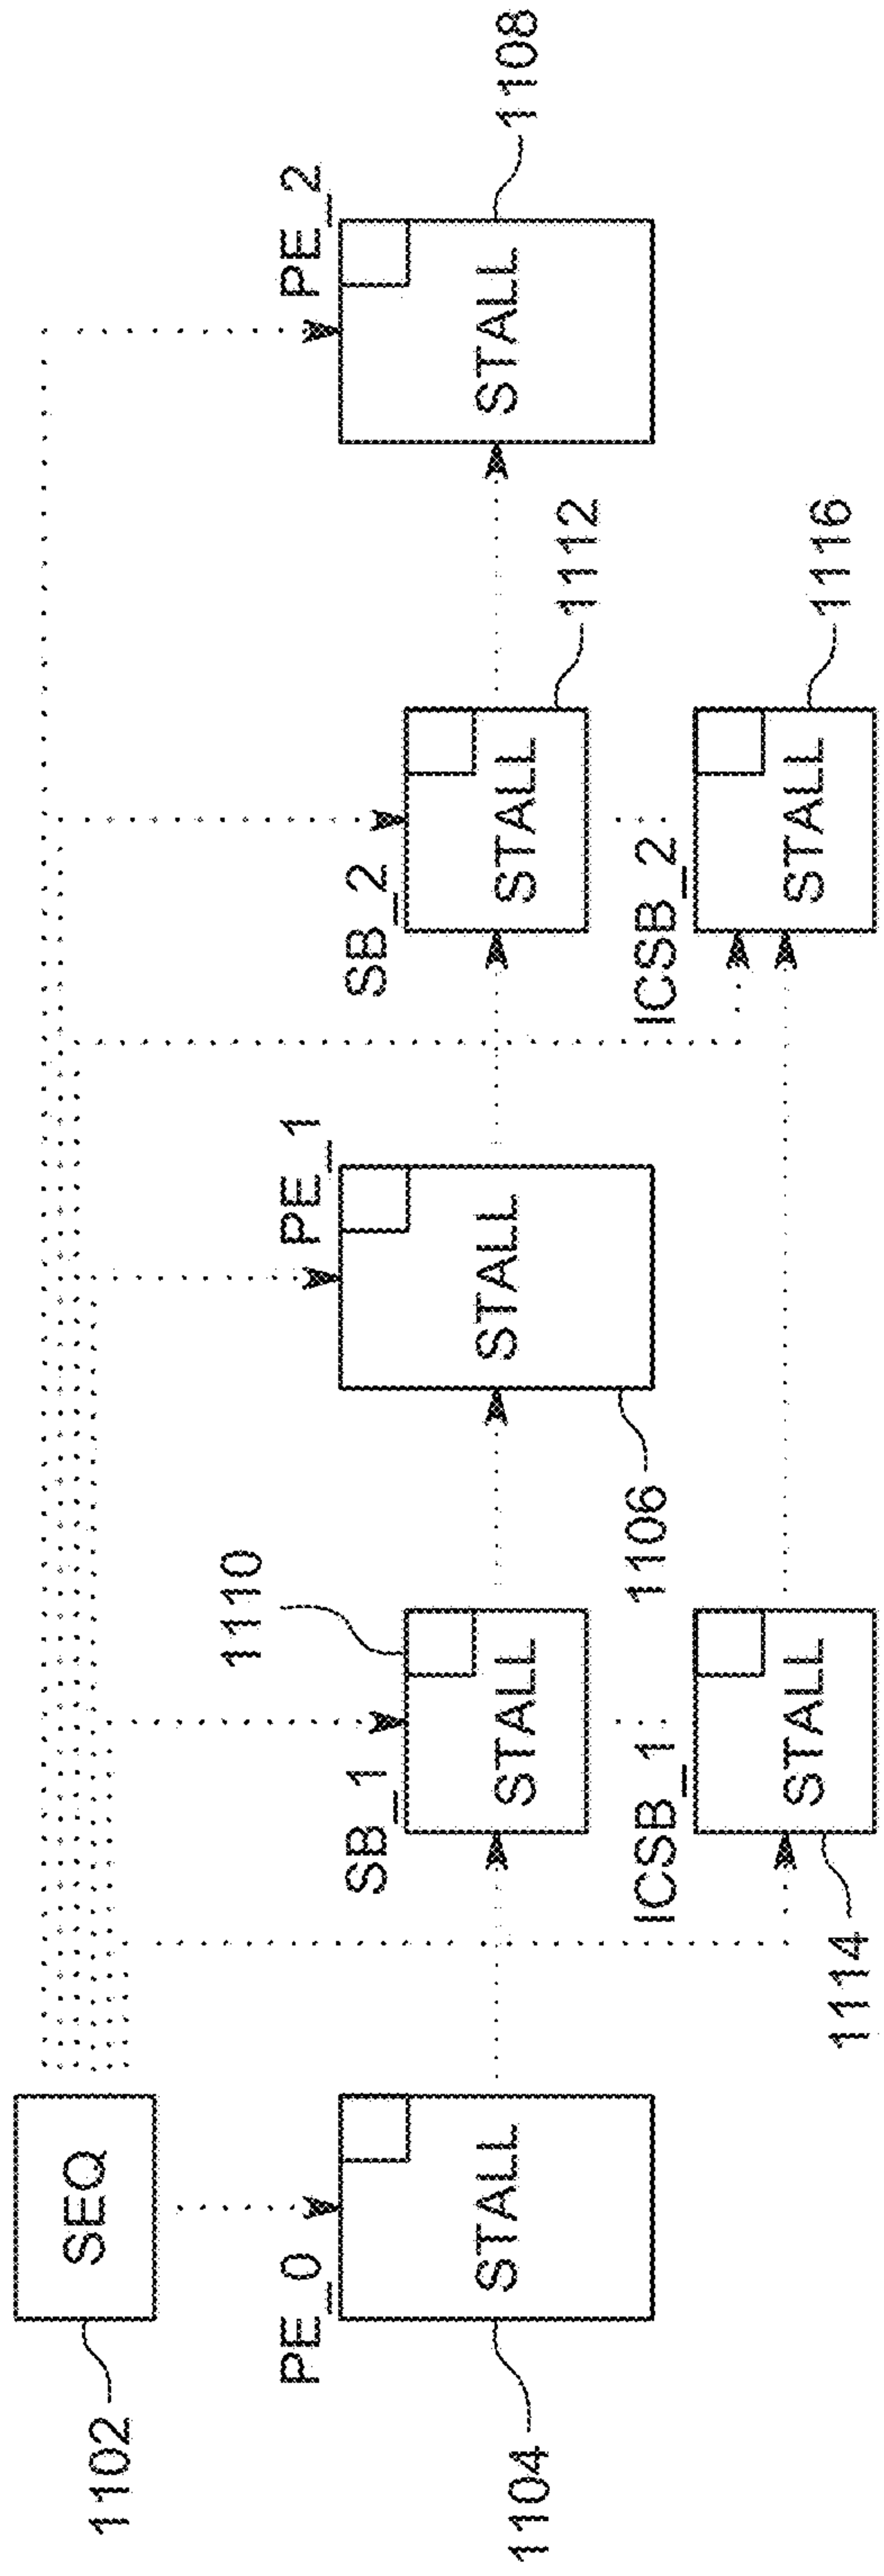 SEQ
1102
PE_0
STALL
1104
SB_1
STALL
1110
ICSB_1
STALL
1114
PE_1
STALL
1106
SB_2
STALL
1112
ICSB_2
STALL
1116
PE_2
STALL
1108